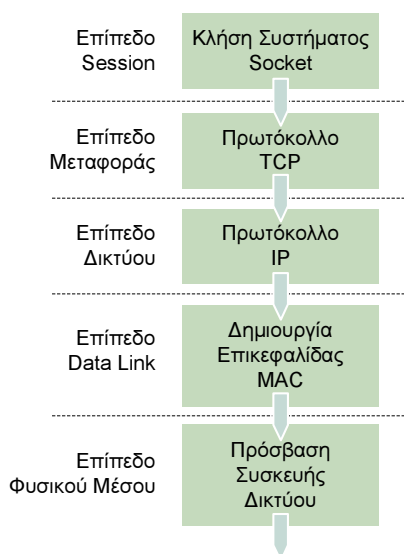 Επίπεδο
Session
Κλήση Συστήματος
Socket
Επίπεδο
Μεταφοράς
Πρωτόκολλο
TCP
Επίπεδο
Δικτύου
Πρωτόκολλο
IP
Επίπεδο
Data Link
Δημιουργία
Επικεφαλίδας
MAC
Επίπεδο
Φυσικού Μέσου
Πρόσβαση
Συσκευής
Δικτύου